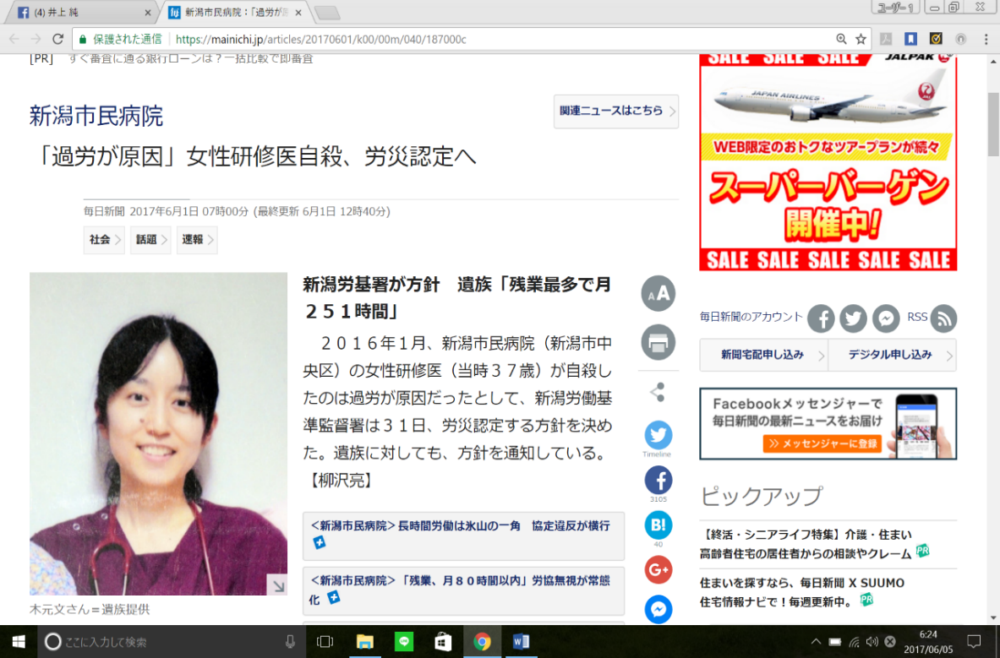 (4) 井上 純
新潟市民病院：「過労が原
ユーザー 1
保護された通信
https://mainichi.jp/articles/20170601/k00/00m/040/187000c
[PR] すぐ審査に通る銀行ローンは？一括比較で即審査
新潟市民病院
関連ニュースはこちら
「過労が原因」女性研修医自殺、労災認定へ
毎日新聞 2017年6月1日 07時00分 (最終更新 6月1日 12時40分)
社会
話題
速報
新潟労基署が方針　遺族「残業最多で月
２５１時間」
２０１６年１月、新潟市民病院（新潟市中
央区）の女性研修医（当時３７歳）が自殺し
たのは過労が原因だったとして、新潟労働基
準監督署は３１日、労災認定する方針を決め
た。遺族に対しても、方針を通知している。
【柳沢亮】
木元文さん＝遺族提供
＜新潟市民病院＞長時間労働は氷山の一角　協定違反が横行
＜新潟市民病院＞「残業、月８０時間以内」労協無視が常態
化
AA
Timeline
3105
B!
40
G+
SALE SALE SALE
JALPAK
JAPAN AIRLINES
WEB限定のおトクなツアープランが続々
スーパーバーゲン
開催中!
SALE SALE SALE SALE SALE
毎日新聞のアカウント
RSS
新聞宅配申し込み
デジタル申し込み
Facebookメッセンジャーで
毎日新聞の最新ニュースをお届け
メッセンジャーに登録
ピックアップ
【終活・シニアライフ特集】介護・住まい
高齢者住宅の居住者からの相談やクレーム PR
住まいを探すなら、毎日新聞 X SUUMO
住宅情報ナビで！毎週更新中。 PR
ここに入力して検索
6:24
2017/06/05